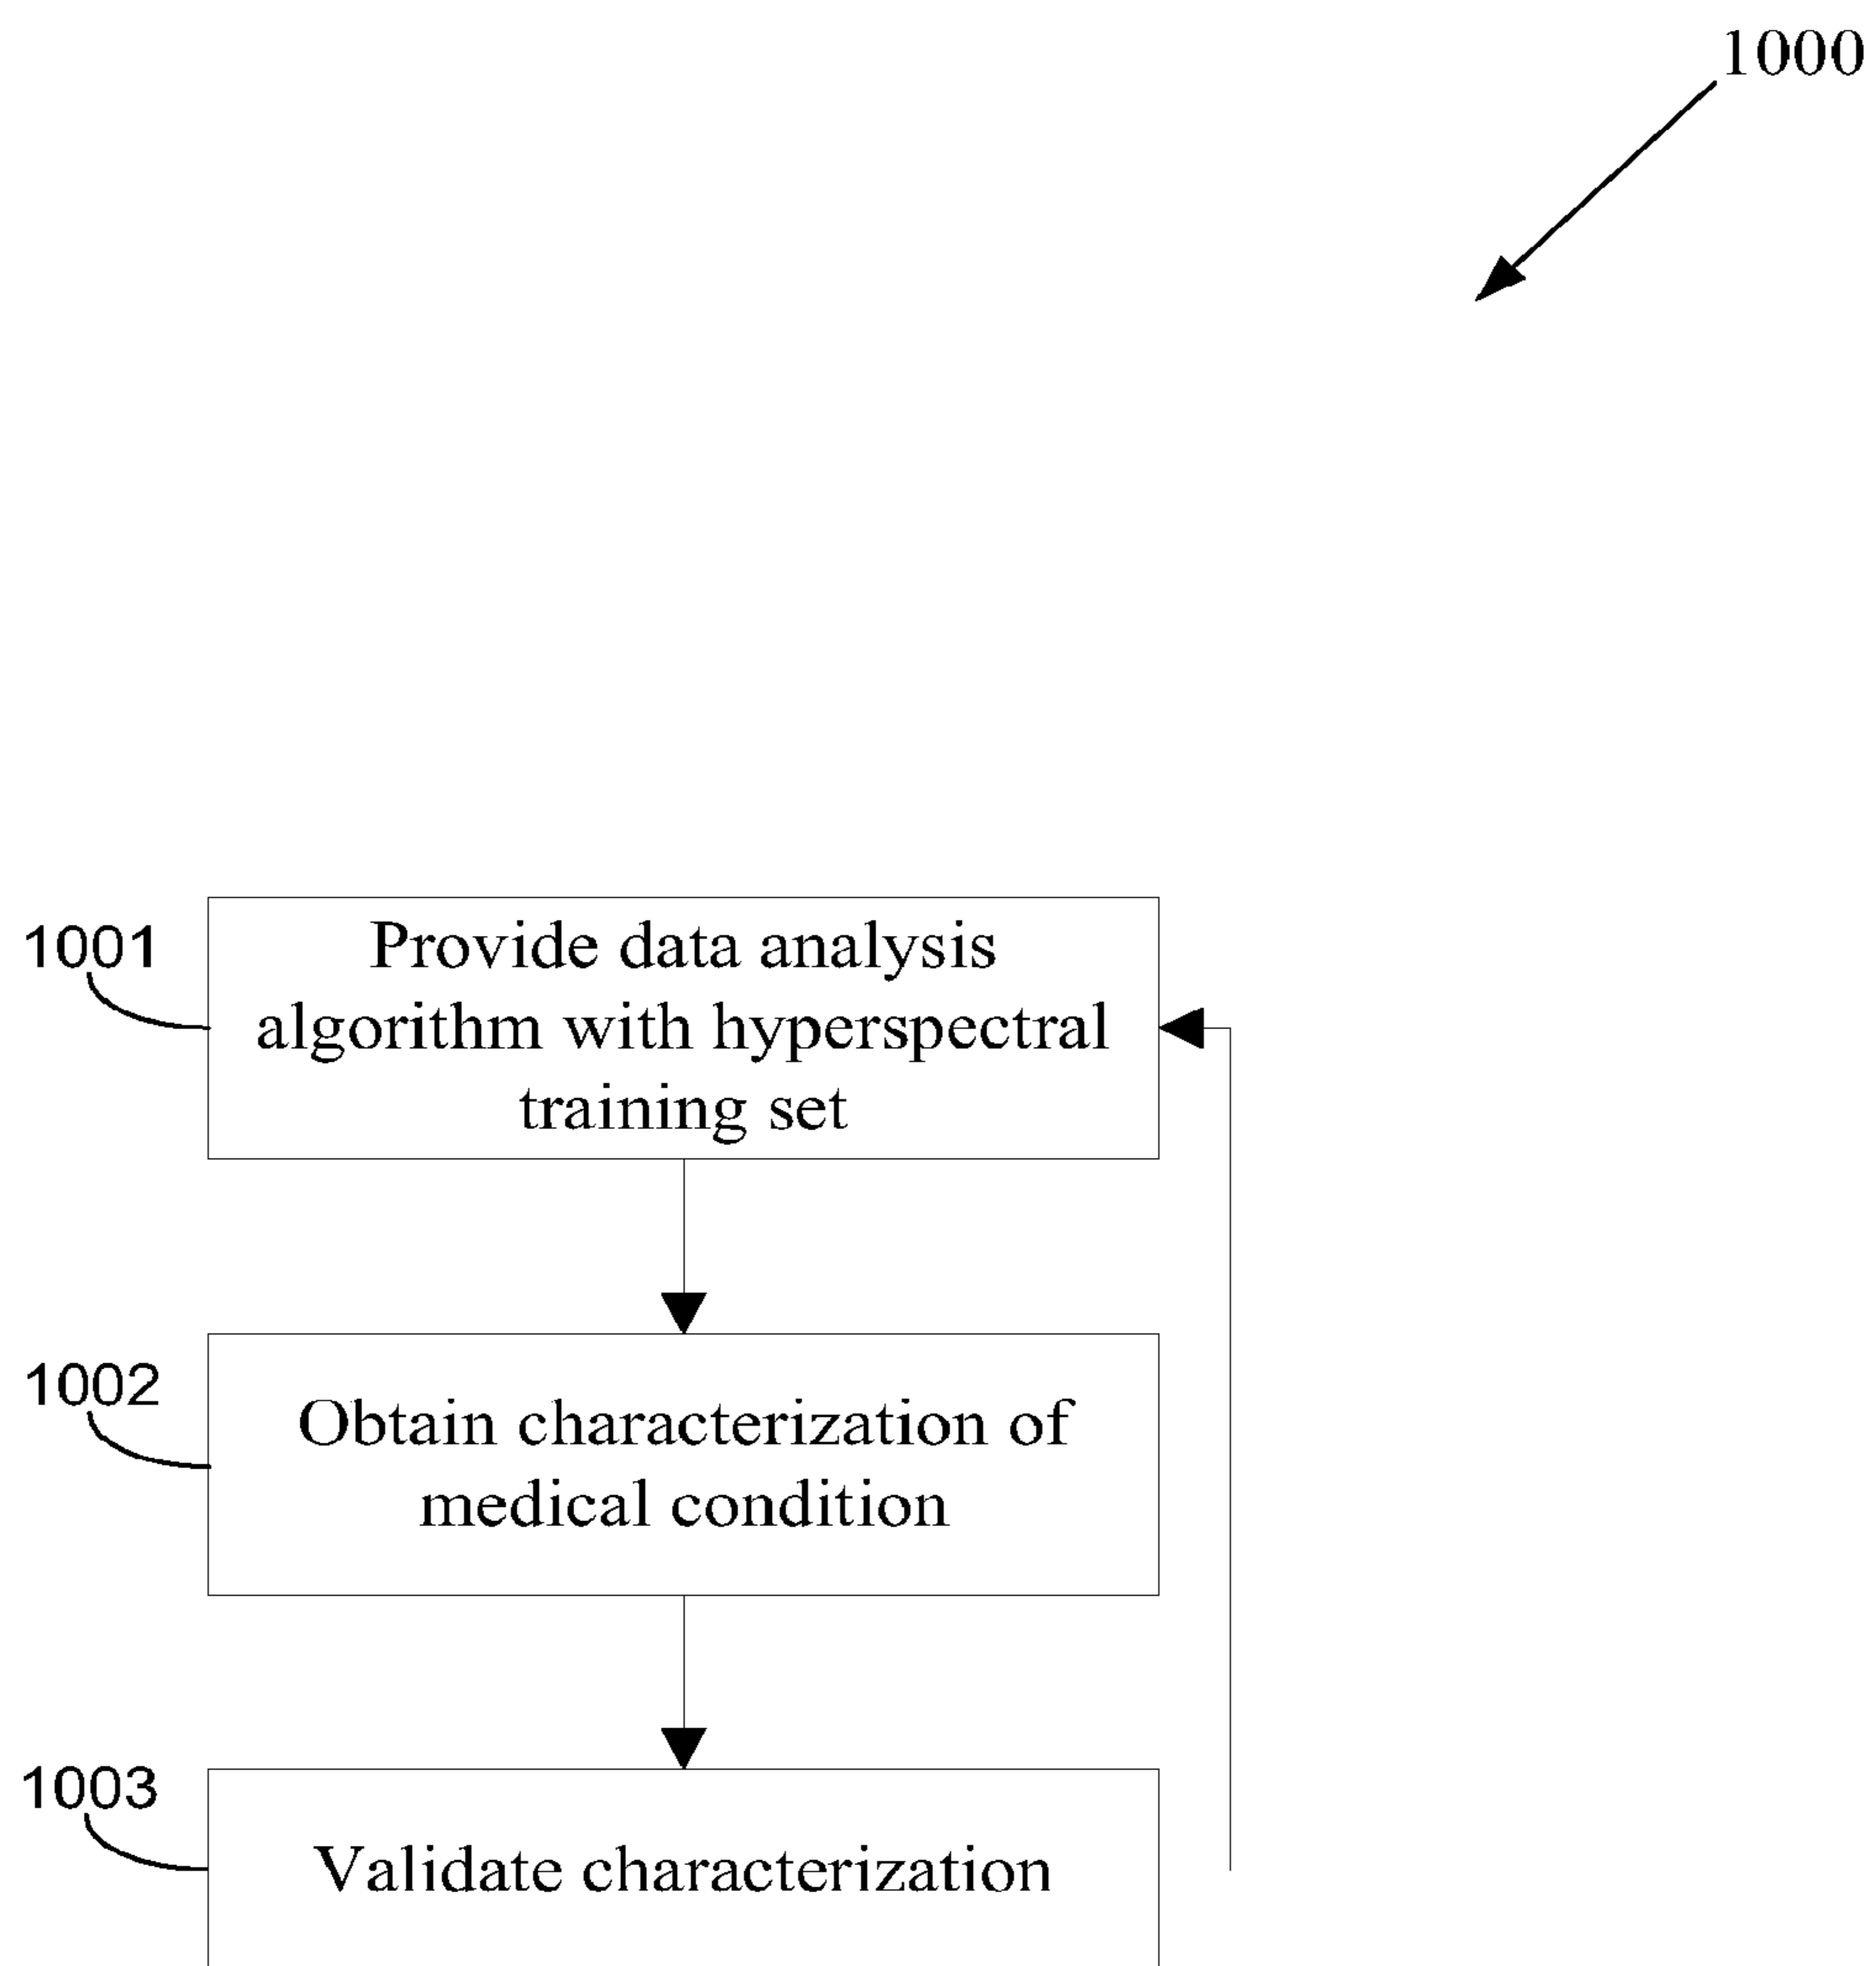 1000
1001
Provide data analysis
algorithm with hyperspectral
training set
1002
Obtain characterization of
medical condition
1003
Validate characterization